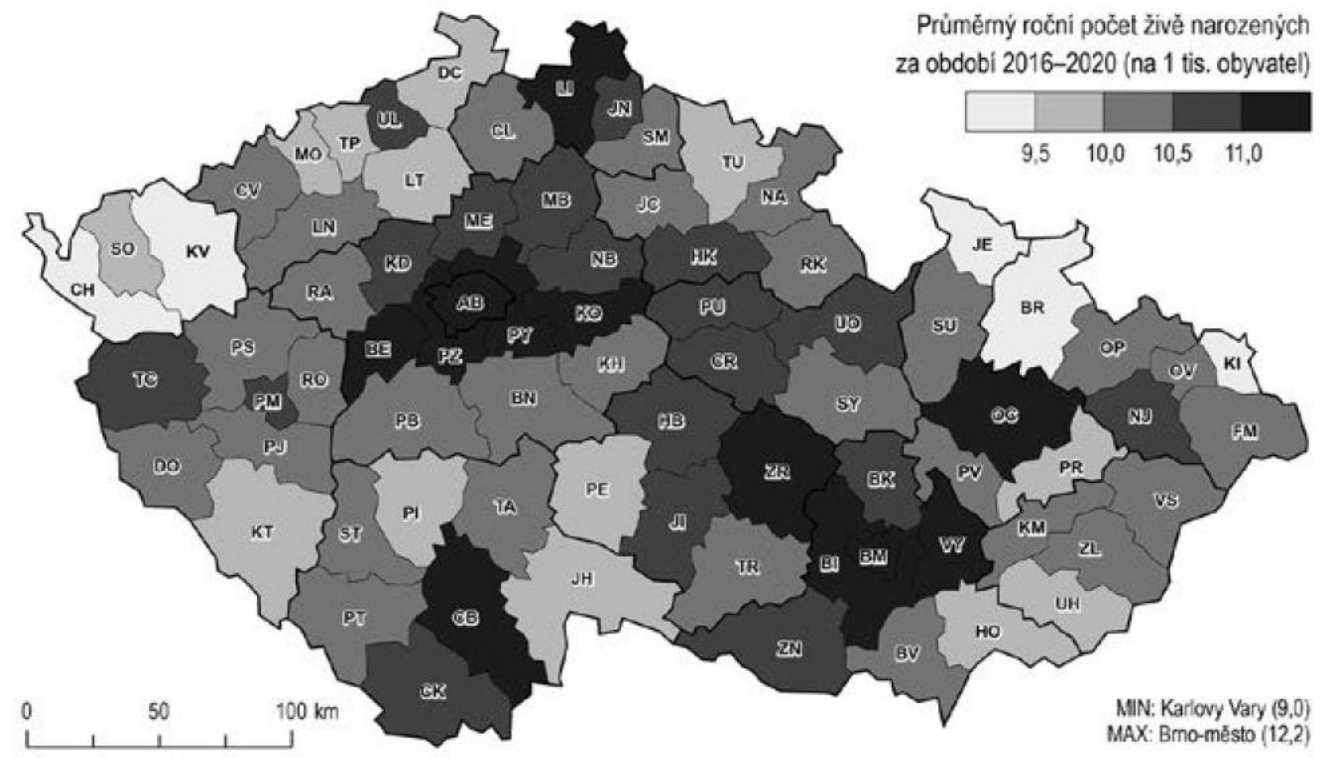 Průměrný roční počet živě narozených
za období 2016–2020 (na 1 tis. obyvatel)
9,5 10,0 10,5 11,0
DC
LI
UL
JN
CL
SM
MO
TP
TU
LT
CV
MB
JC
NA
ME
LN
SO
KV
JE
KD
NB
HK
RK
CH
RA
AB
KO
PU
BR
UO
SU
PY
PS
BE
PZ
OP
KI
TC
RO
KH
CR
OV
PM
BN
SY
PB
HB
OC
NJ
FM
PJ
DO
ZR
BK
PV
PR
PE
VS
KT
ST
PI
TA
JI
KM
VY
ZL
JH
TR
BI
BM
UH
PT
CB
HO
ZN
BV
CK
0 50 100 km
MIN: Karlovy Vary (9,0)
MAX: Brno-město (12,2)